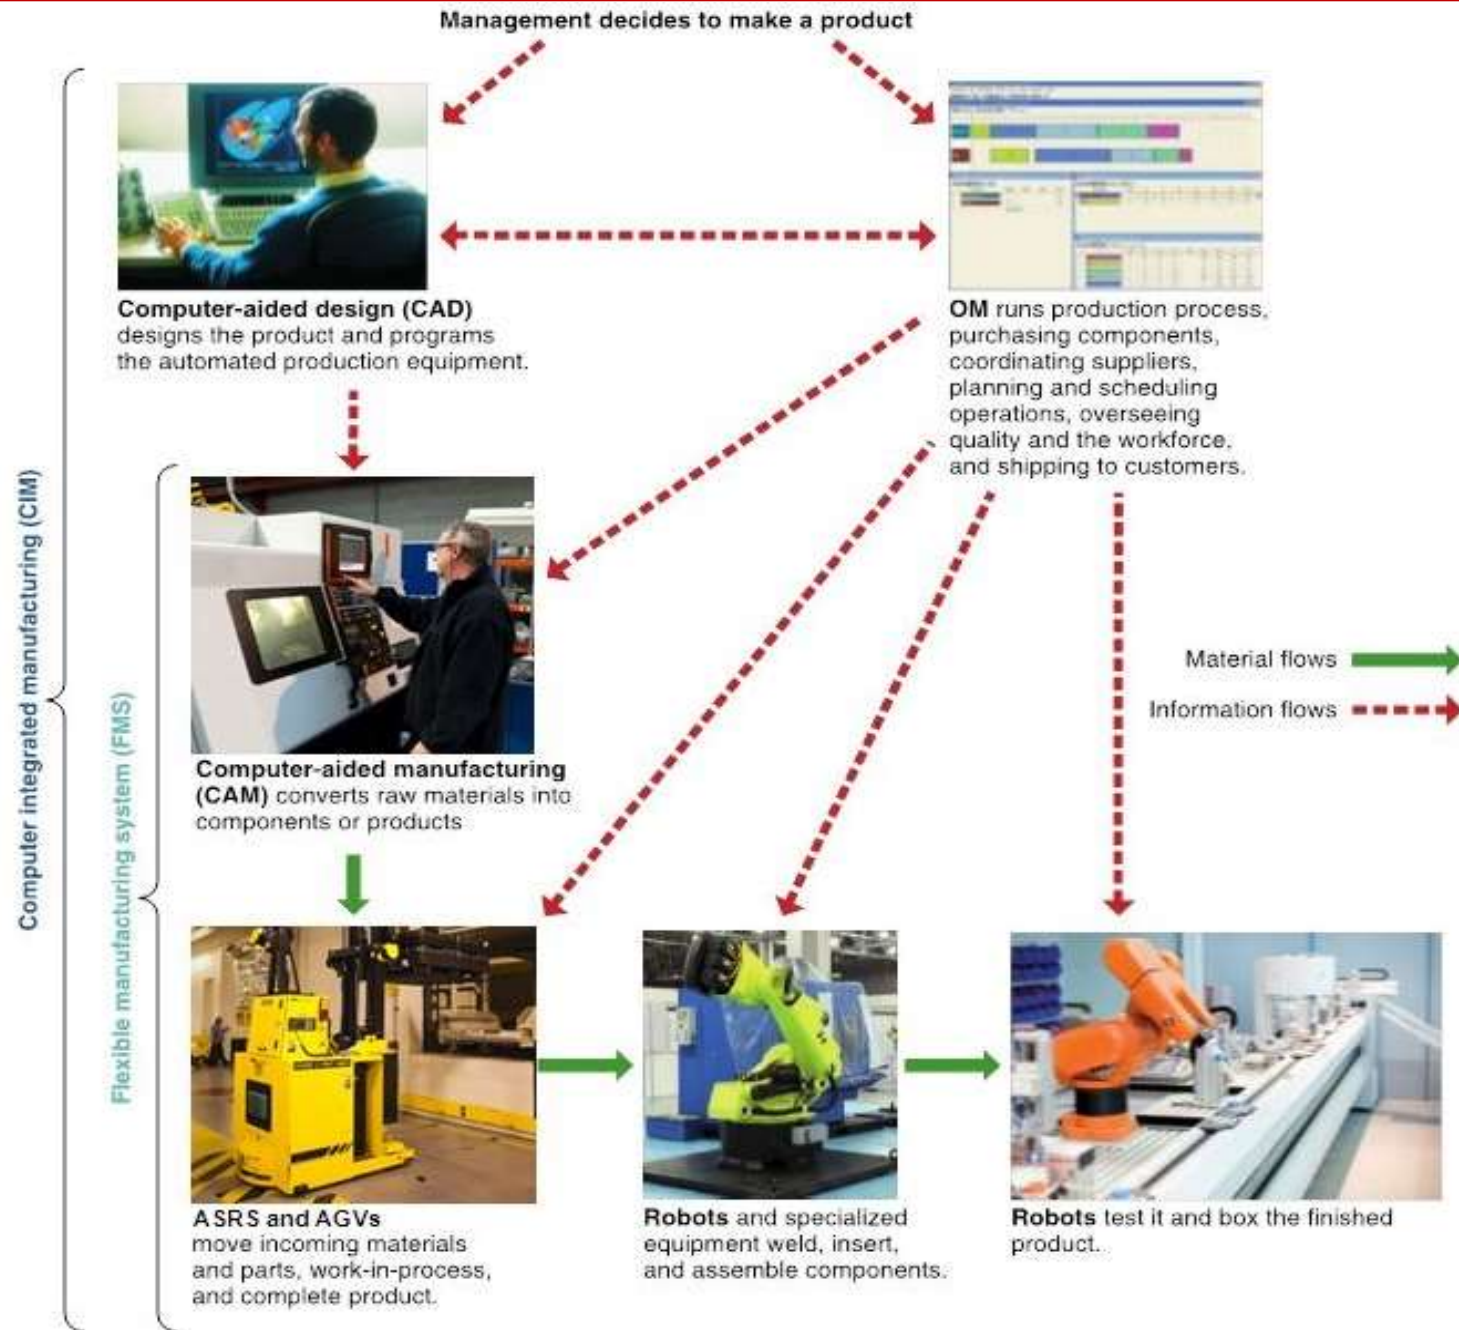 Management decides to make a product
Computer-aided design (CAD)
designs the product and programs
the automated production equipment.
OM runs production process,
purchasing components,
coordinating suppliers,
planning and scheduling
operations, overseeing
quality and the workforce,
and shipping to customers.
Computer integrated manufacturing (CIM)
Flexible manufacturing system (FMS)
Material flows
Information flows
Computer-aided manufacturing
(CAM) converts raw materials into
components or products
ASRS and AGVs
move incoming materials
and parts, work-in-process,
and complete product.
Robots and specialized
equipment weld, insert,
and assemble components.
Robots test it and box the finished
product.